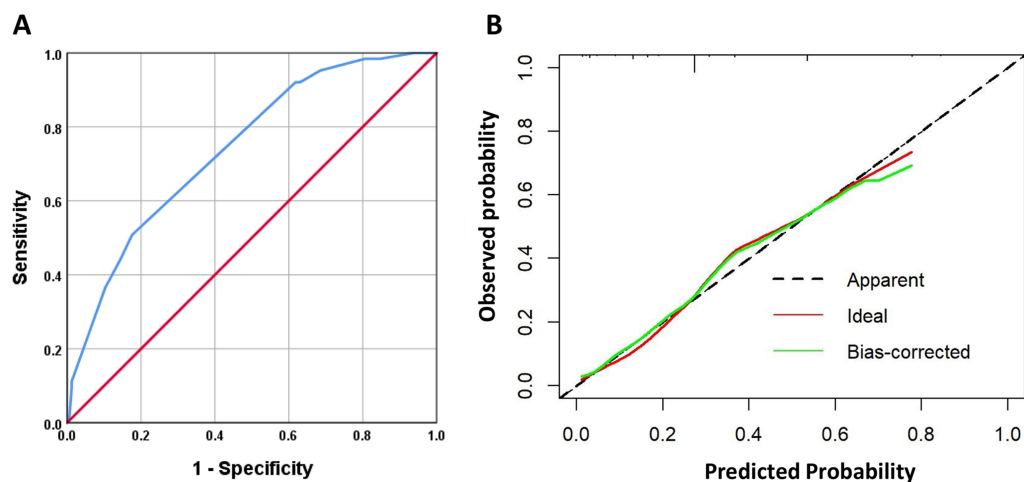 A
1.0
0.8
0.6
0.4
0.2
0.0
Sensitivity
0.0 0.2 0.4 0.6 0.8 1.0
1 - Specificity
B
1.0
0.8
0.6
0.4
0.2
0.0
Observed probability
Apparent
Ideal
Bias-corrected
0.0 0.2 0.4 0.6 0.8 1.0
Predicted Probability